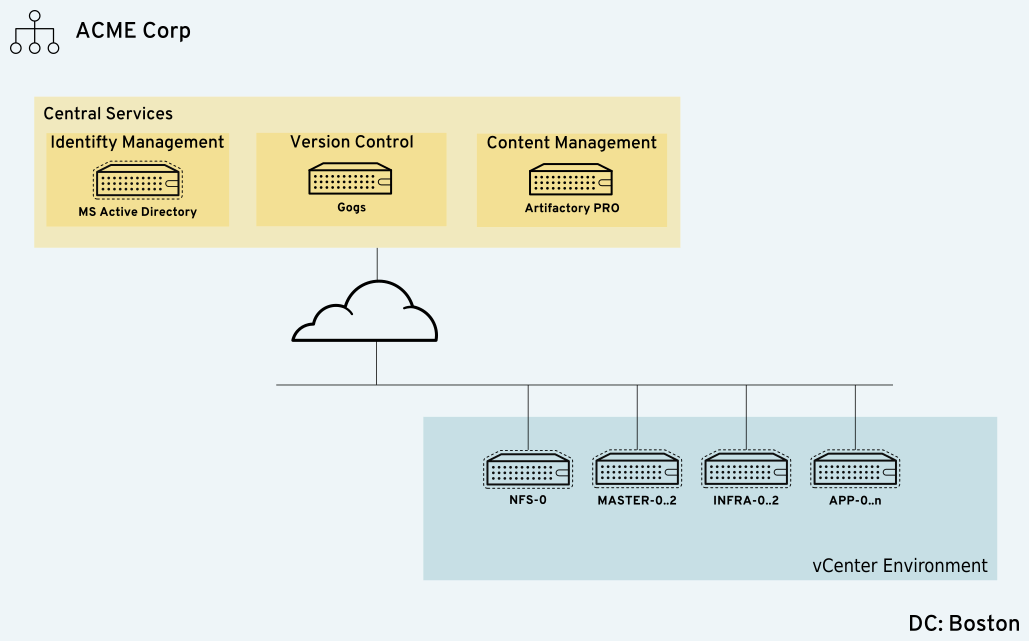 ACME Corp
Central Services
Identifty Management
Version Control
Content Management
MS Active Directory
Gogs
Artifactory PRO
NFS-0
MASTER-0..2
INFRA-0..2
APP-0..n
vCenter Environment
DC: Boston